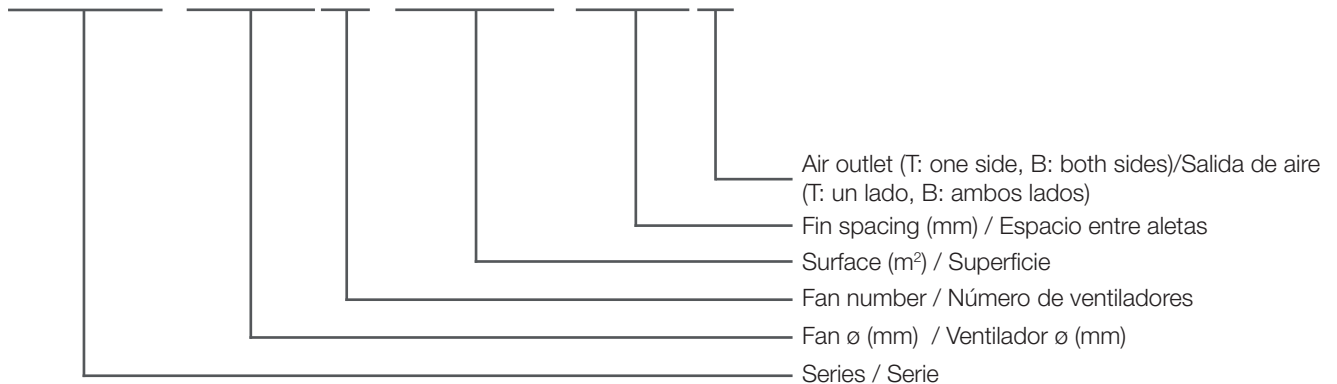 Air outlet (T: one side, B: both sides)/Salida de aire
(T: un lado, B: ambos lados)
Fin spacing (mm) / Espacio entre aletas
Surface (m²) / Superficie
Fan number / Número de ventiladores
Fan ø (mm) / Ventilador ø (mm)
Series / Serie